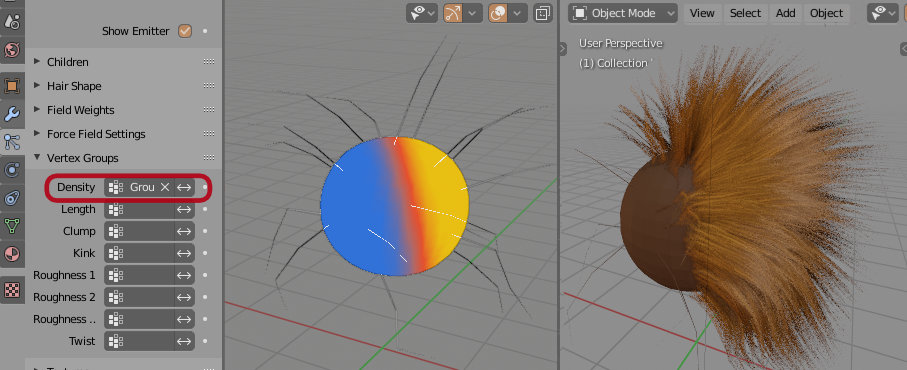 Show Emitter
Children
Hair Shape
Field Weights
Force Field Settings
Vertex Groups
Density Grou
Length
Clump
Kink
Roughness 1
Roughness 2
Roughness ..
Twist
Object Mode View Select Add Object
User Perspective
(1) Collection